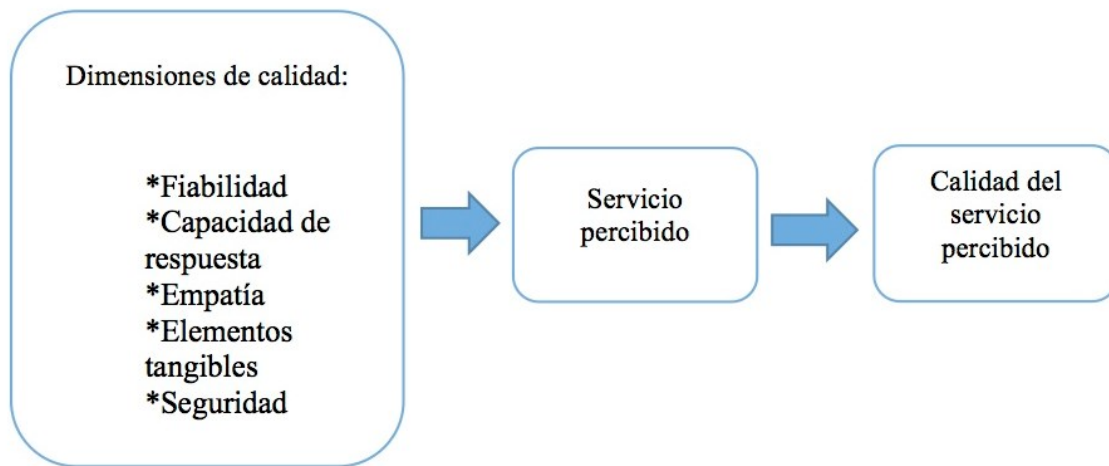 Dimensiones de calidad:
*Fiabilidad
*Capacidad de
respuesta
*Empatía
*Elementos
tangibles
*Seguridad
Servicio
percibido
Calidad del
servicio
percibido